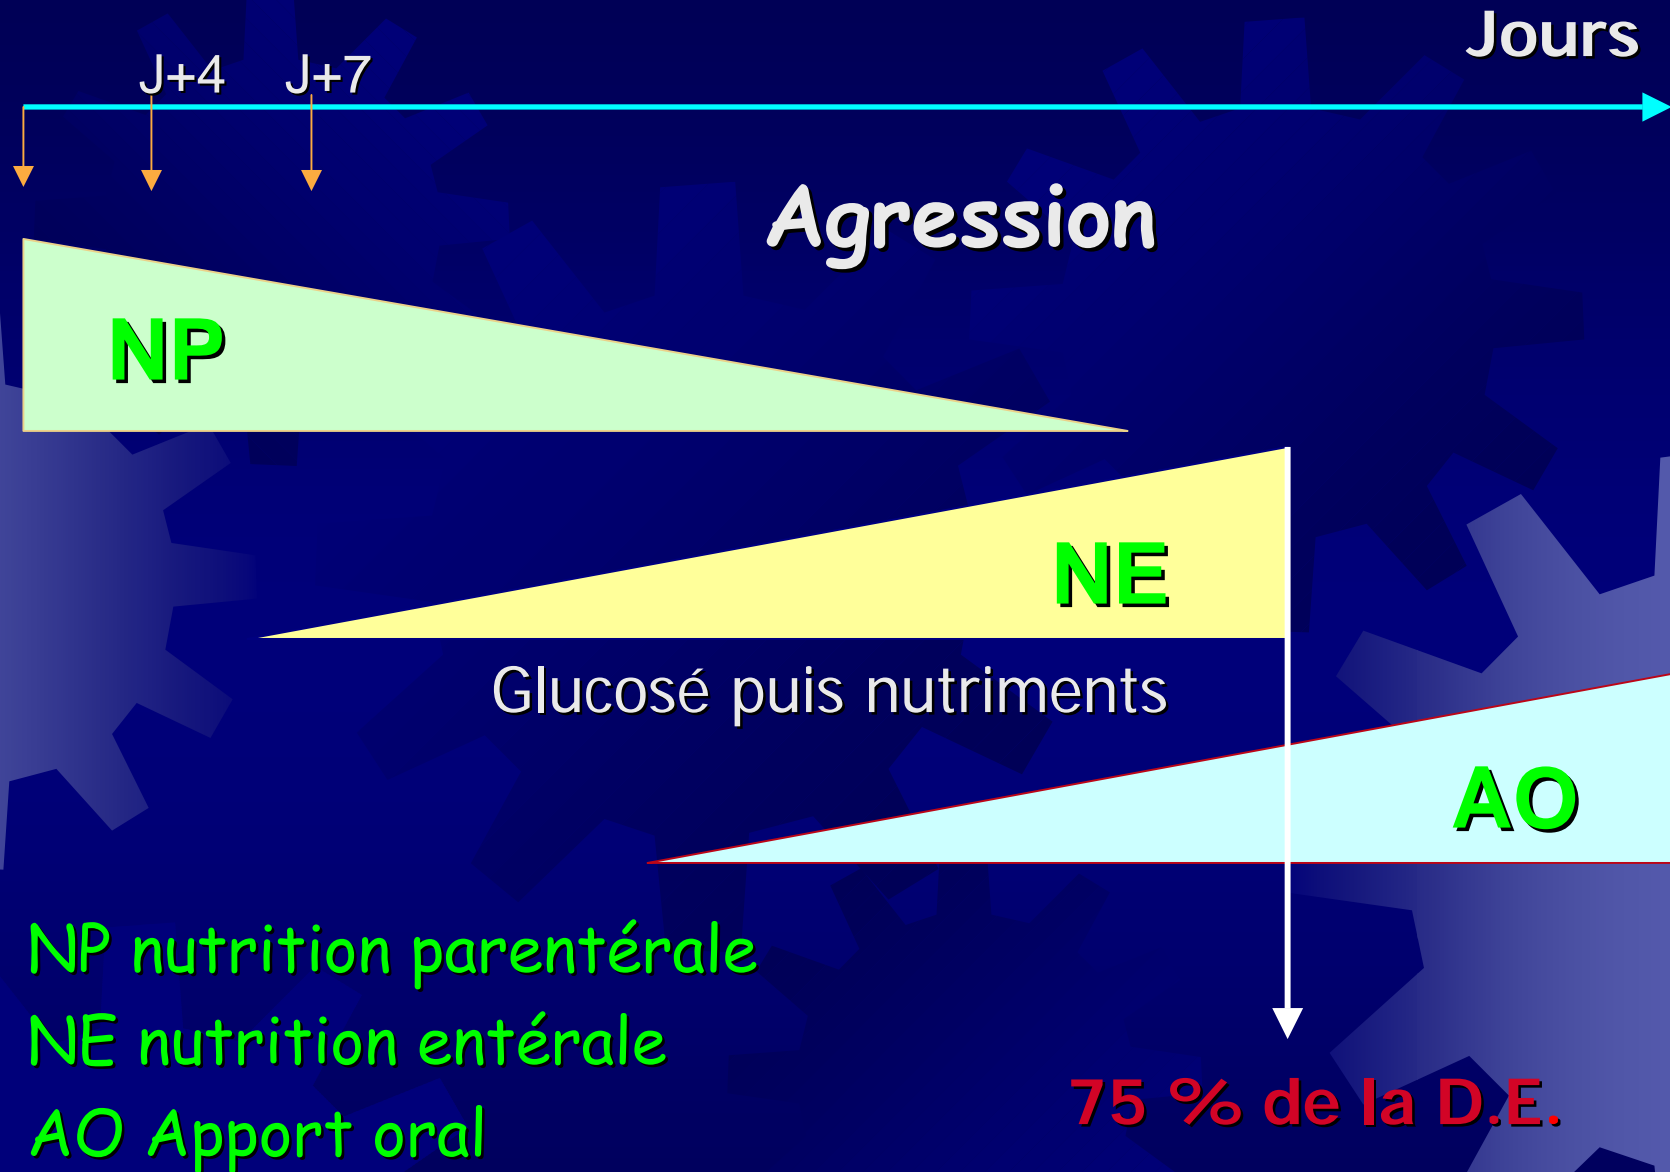 Jours
J+4 J+7
Agression
NP
NE
Glucosé puis nutriments
AO
NP nutrition parentérale
NE nutrition entérale
AO Apport oral
75 % de la D.E.